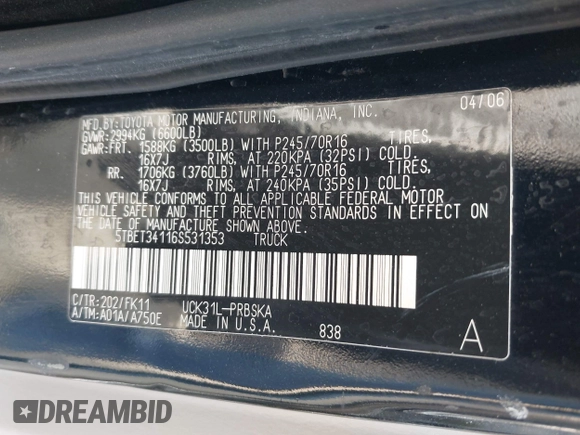 MFD.BY:TOYOTA MOTOR MANUFACTURING, INDIANA, INC. 04/06
GVWR:2994KG (6600LB)
GAWR:FRT. 1588KG (3500LB) WITH P245/70R16 TIRES,
16X7J RIMS, AT 220KPA (32PSI) COLD.
RR. 1706KG (3760LB) WITH P245/70R16 TIRES,
16X7J RIMS, AT 240KPA (35PSI) COLD.
THIS VEHICLE CONFORMS TO ALL APPLICABLE FEDERAL MOTOR
VEHICLE SAFETY AND THEFT PREVENTION STANDARDS IN EFFECT ON
THE DATE OF MANUFACTURE SHOWN ABOVE.
5TBET34116S531353 TRUCK
C/TR:202/FK11 UCK31L-PRBSKA
A/TM:A01A/A750E MADE IN U.S.A. 838 A
DREAMBID